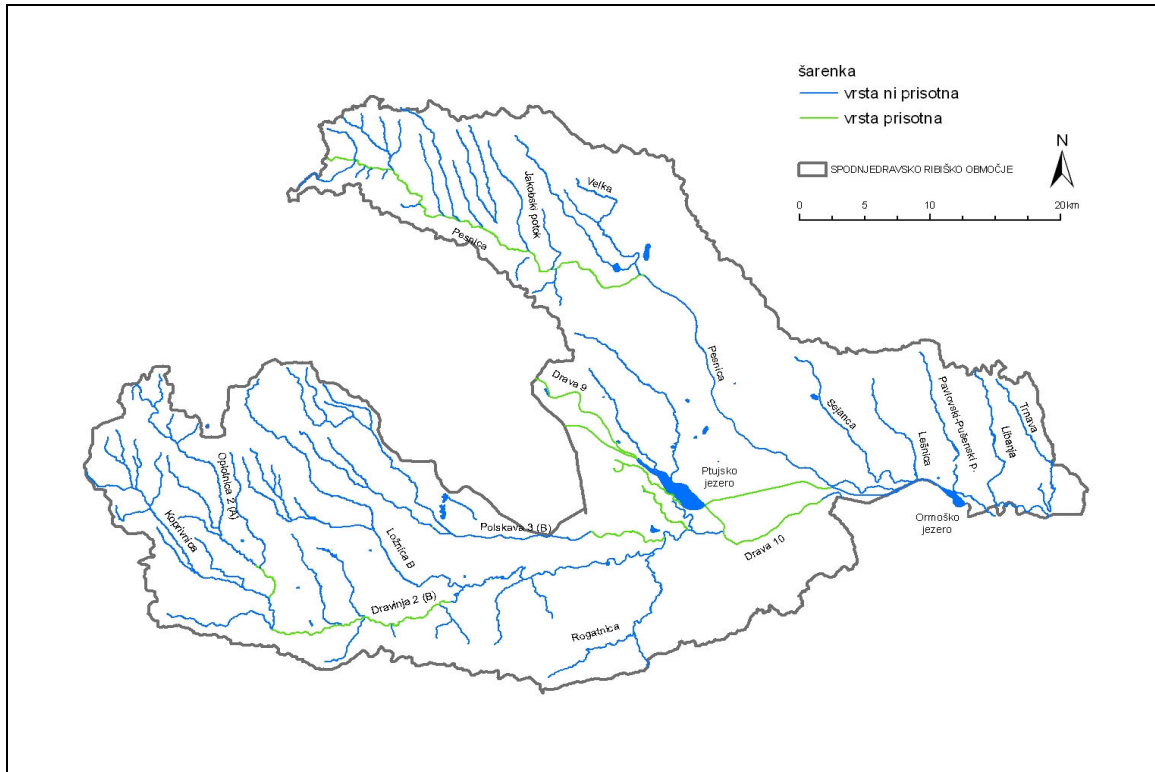 šarenka
vrsta ni prisotna
vrsta prisotna
SPODNJEDRAVSKO RIBIŠKO OBMOČJE
N
0 5 10 15 20 km
Velka
Jakobski potok
Pesnica
Pesnica
Drava 9
Sejanca
Lešnica
Pavlovski-Pušenski P.
Libanja
Trnava
Ptujsko
jezero
Ormoško
jezero
Drava 10
Oplotnica 2 (A)
Koprivnica
Ložnica B
Polskava 3 (B)
Dravinja 2 (B)
Rogatnica